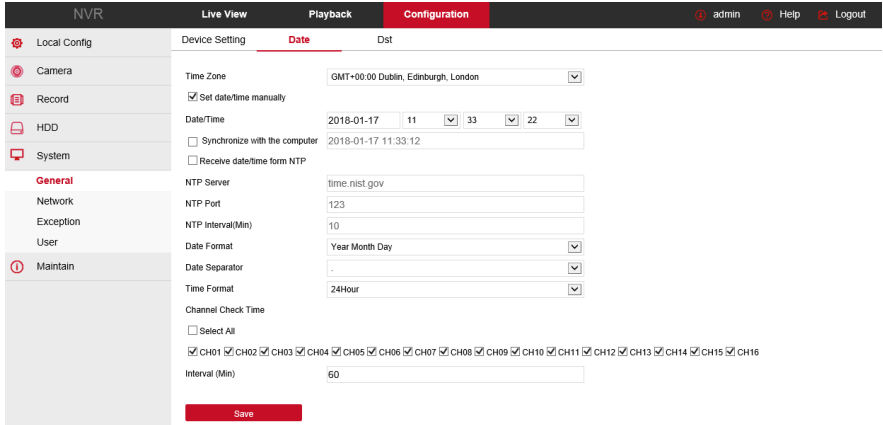 NVR Live View Playback Configuration admin Help Logout
Local Config
Camera
Record
HDD
System
General
Network
Exception
User
Maintain
Device Setting Date Dst
Time Zone GMT+00:00 Dublin, Edinburgh, London
Set date/time manually
Date/Time 2018-01-17 11 33 22
Synchronize with the computer 2018-01-17 11:33:12
Receive date/time form NTP
NTP Server time.nist.gov
NTP Port 123
NTP Interval(Min) 10
Date Format Year Month Day
Date Separator .
Time Format 24Hour
Channel Check Time
Select All
CH01 CH02 CH03 CH04 CH05 CH06 CH07 CH08 CH09 CH10 CH11 CH12 CH13 CH14 CH15 CH16
Interval (Min) 60
Save